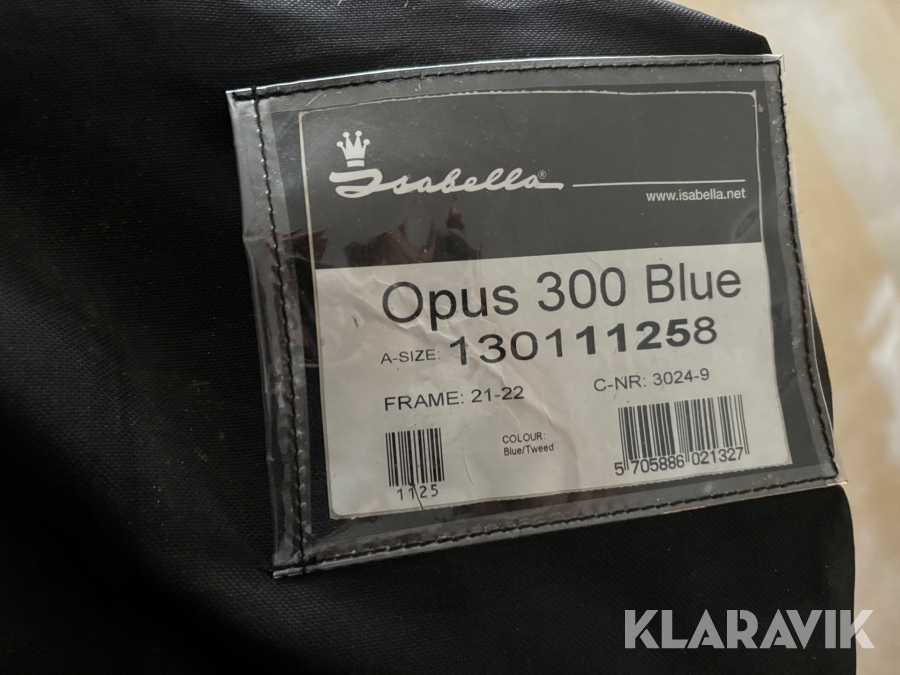 Isabella®
www.isabella.net
Opus 300 Blue
A-SIZE: 130111258
FRAME: 21-22 C-NR: 3024-9
COLOUR:
Blue/Tweed
1125
5 705886 021327
KLARAVIK